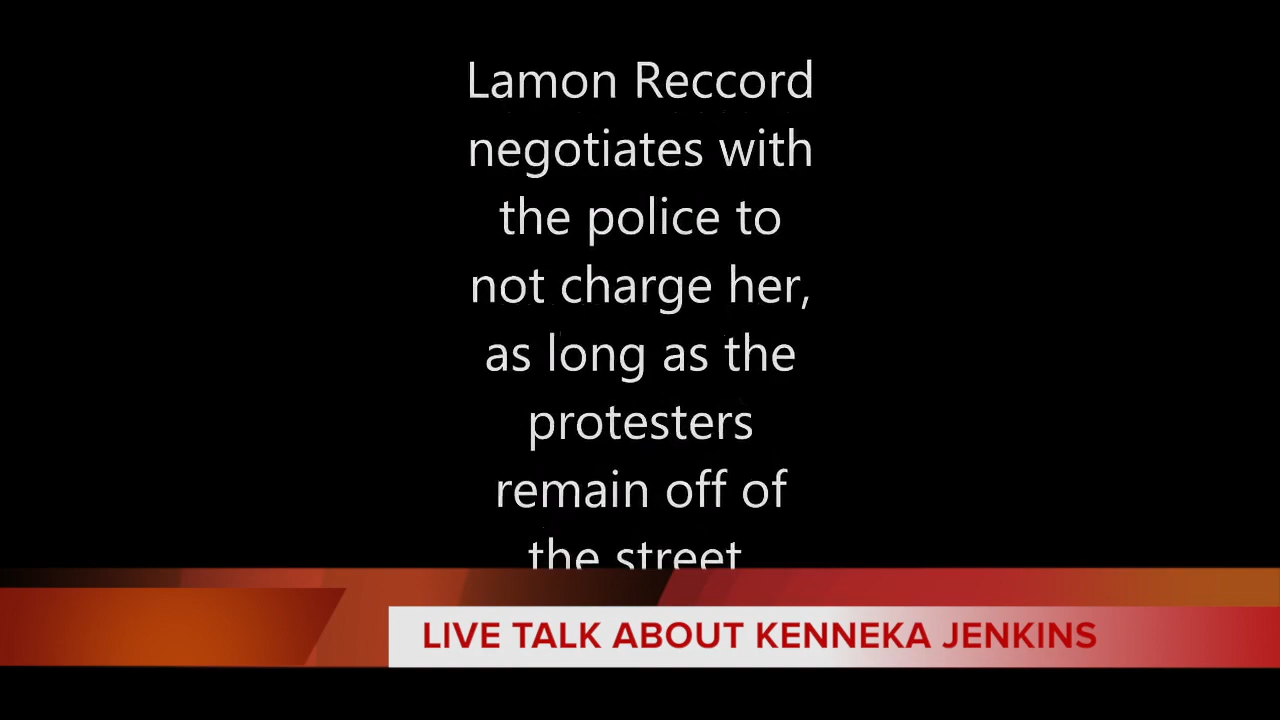 Lamon Reccord
negotiates with
the police to
not charge her,
as long as the
protesters
remain off of
the street
LIVE TALK ABOUT KENNEKA JENKINS